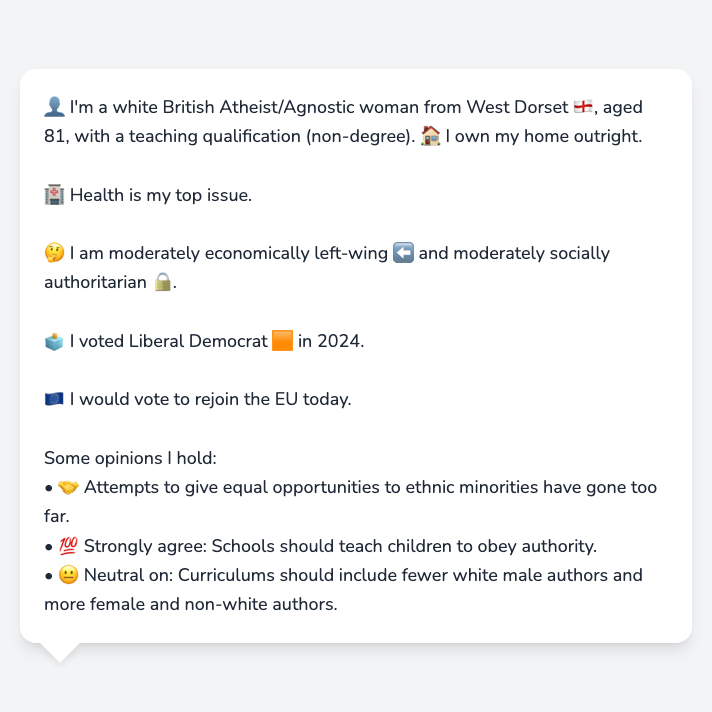 👤 I'm a white British Atheist/Agnostic woman from West Dorset 🏴󠁧󠁢󠁥󠁮󠁧󠁿, aged
81, with a teaching qualification (non-degree). 🏠 I own my home outright.
🏥 Health is my top issue.
🤔 I am moderately economically left-wing ⬅️ and moderately socially
authoritarian 🔒.
🗳️ I voted Liberal Democrat 🟧 in 2024.
🇪🇺 I would vote to rejoin the EU today.
Some opinions I hold:
• 🤝 Attempts to give equal opportunities to ethnic minorities have gone too
far.
• 💯 Strongly agree: Schools should teach children to obey authority.
• 😐 Neutral on: Curriculums should include fewer white male authors and
more female and non-white authors.